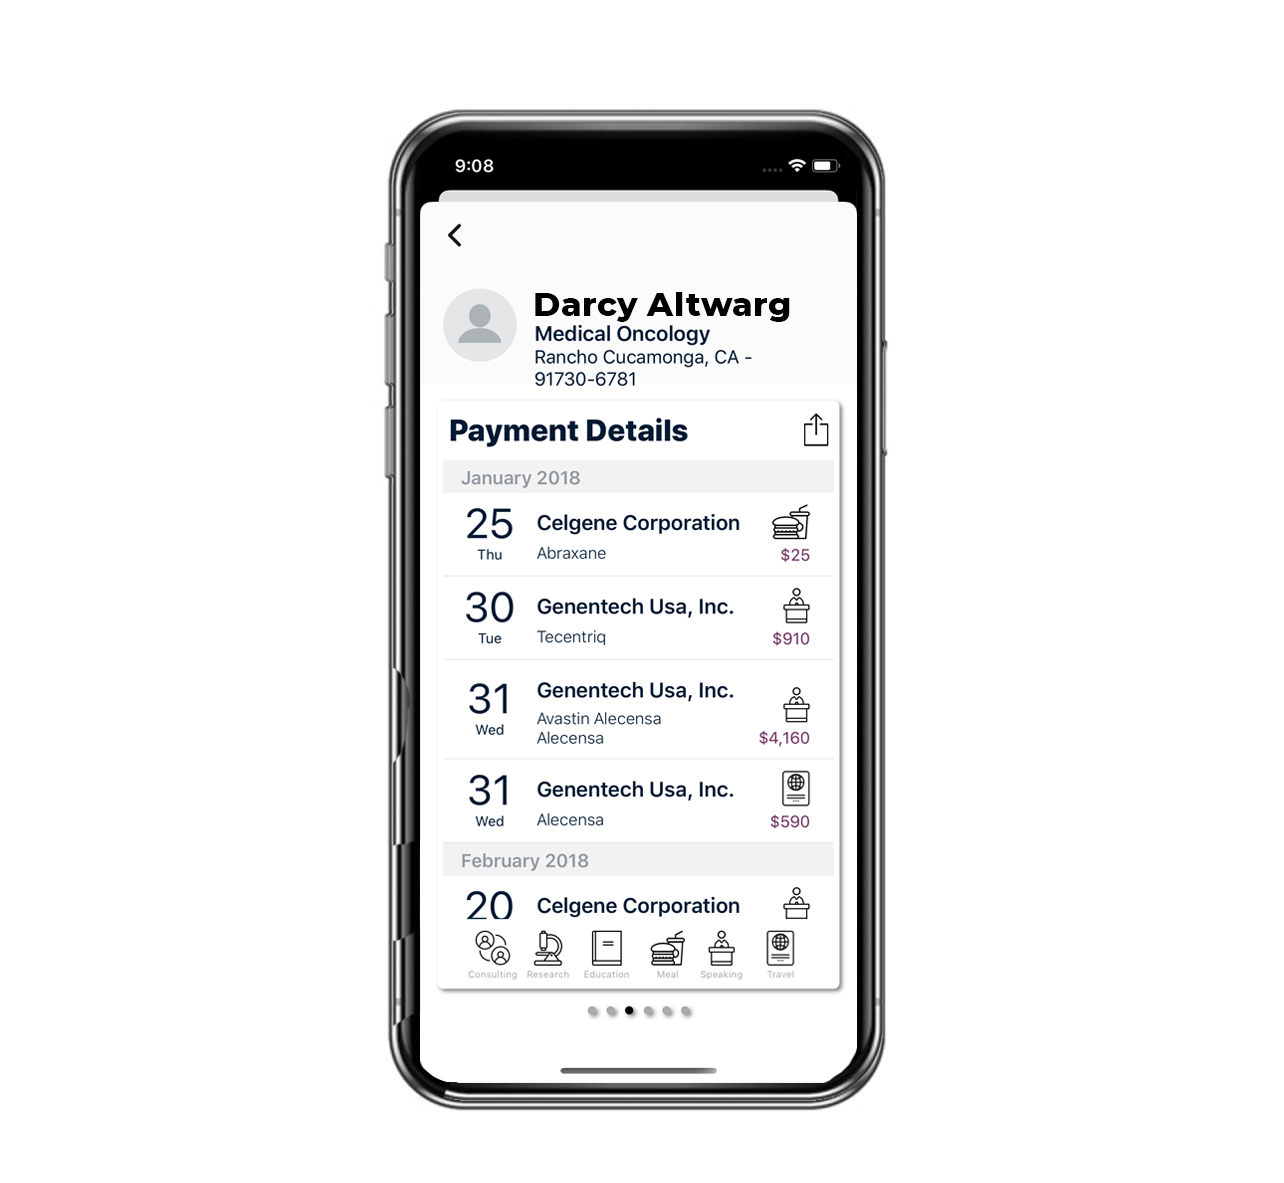 9:08
Darcy Altwarg
Medical Oncology
Rancho Cucamonga, CA -
91730-6781
Payment Details
January 2018
25 Celgene Corporation
Thu Abraxane $25
30 Genentech Usa, Inc.
Tue Tecentriq $910
31 Genentech Usa, Inc.
Wed Avastin Alecensa
Alecensa $4,160
31 Genentech Usa, Inc.
Wed Alecensa $590
February 2018
20 Celgene Corporation
Consulting Research Education Meal Speaking Travel